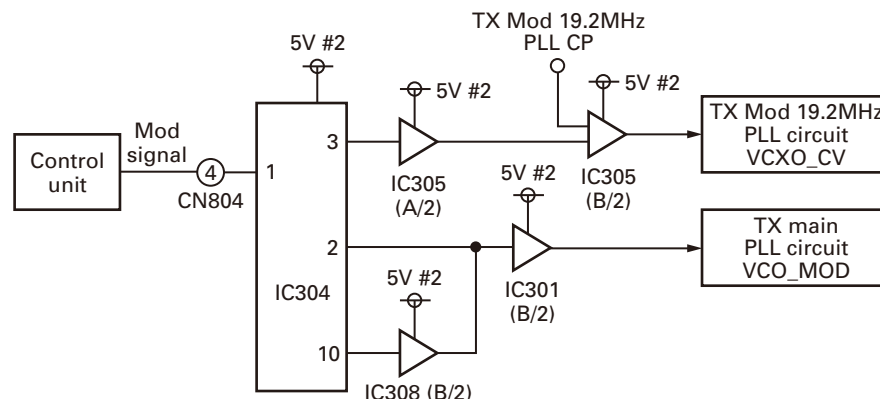 TX Mod 19.2MHz
PLL CP
5V #2
5V #2
5V #2
Mod
signal
Control
unit
4
CN804
1
3
IC305
(A/2)
IC305
(B/2)
TX Mod 19.2MHz
PLL circuit
VCXO_CV
5V #2
2
IC304
IC301
(B/2)
TX main
PLL circuit
VCO_MOD
5V #2
10
IC308 (B/2)